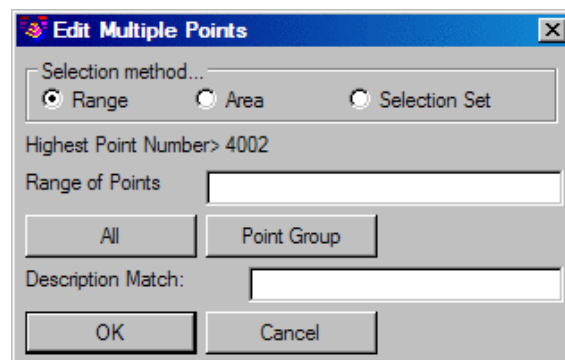 Edit Multiple Points
Selection method...
Range Area Selection Set
Highest Point Number> 4002
Range of Points
All Point Group
Description Match:
OK Cancel